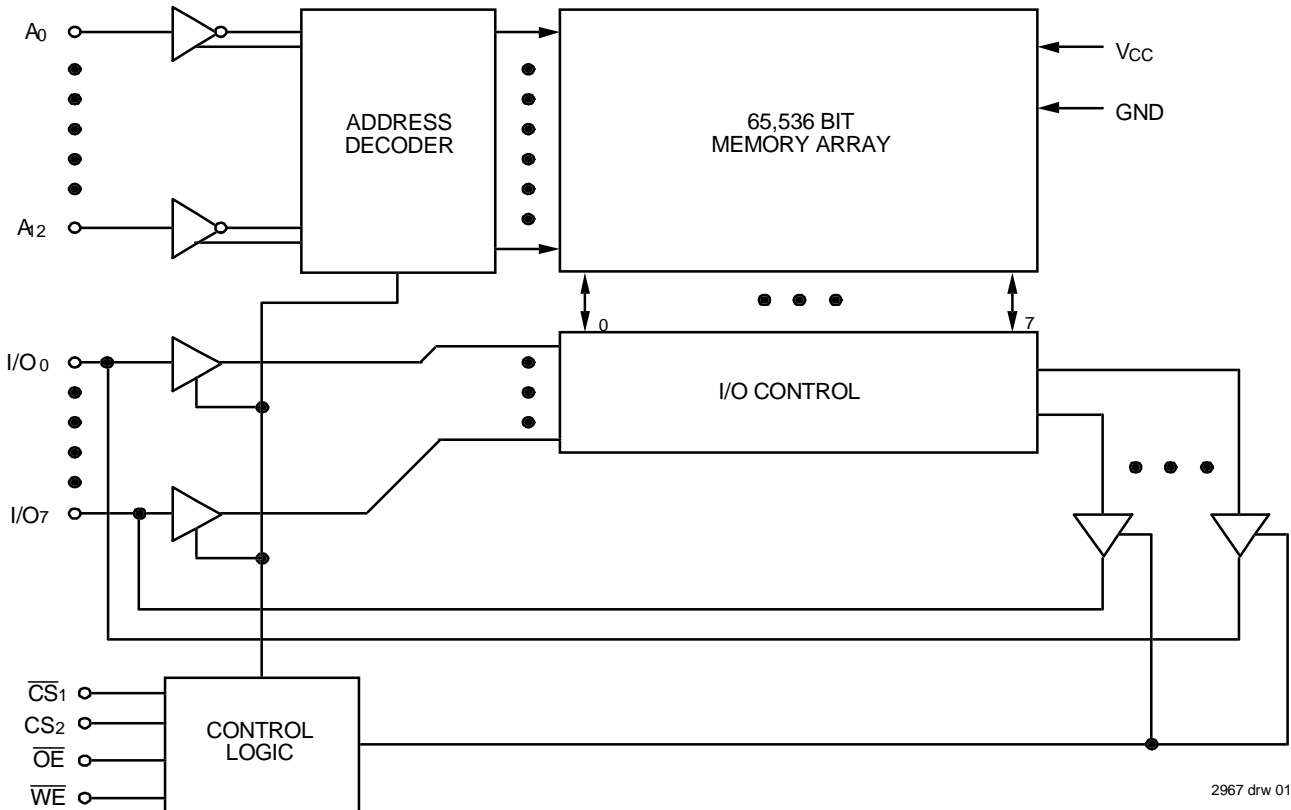 A0
A12
ADDRESS
DECODER
65,536 BIT
MEMORY ARRAY
VCC
GND
0
7
I/O0
I/O7
I/O CONTROL
CS1
CS2
OE
WE
CONTROL
LOGIC
2967 drw 01